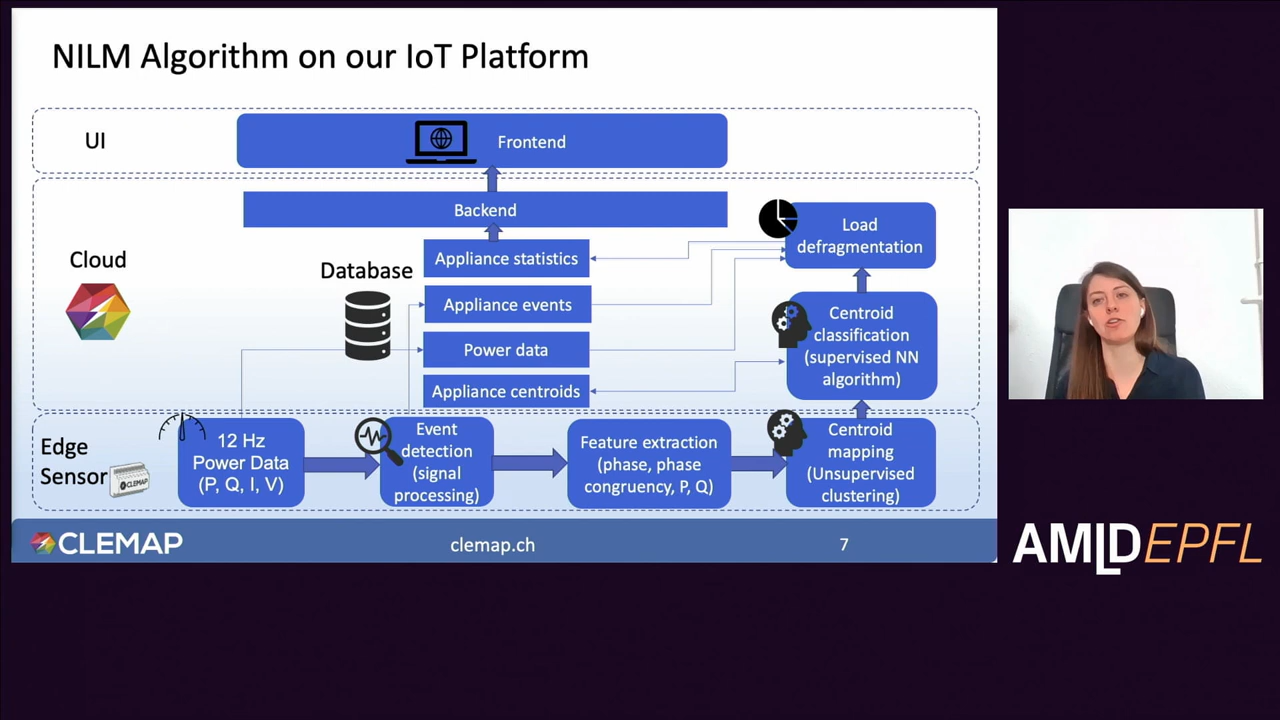 NILM Algorithm on our IoT Platform
UI
Frontend
Backend
Cloud
Database
Appliance statistics
Appliance events
Power data
Appliance centroids
Load
defragmentation
Centroid
classification
(supervised NN
algorithm)
Edge
Sensor
CLEMAP
12 Hz
Power Data
(P, Q, I, V)
Event
detection
(signal
processing)
Feature extraction
(phase, phase
congruency, P, Q)
Centroid
mapping
(Unsupervised
clustering)
CLEMAP
clemap.ch
7
AMLD EPFL